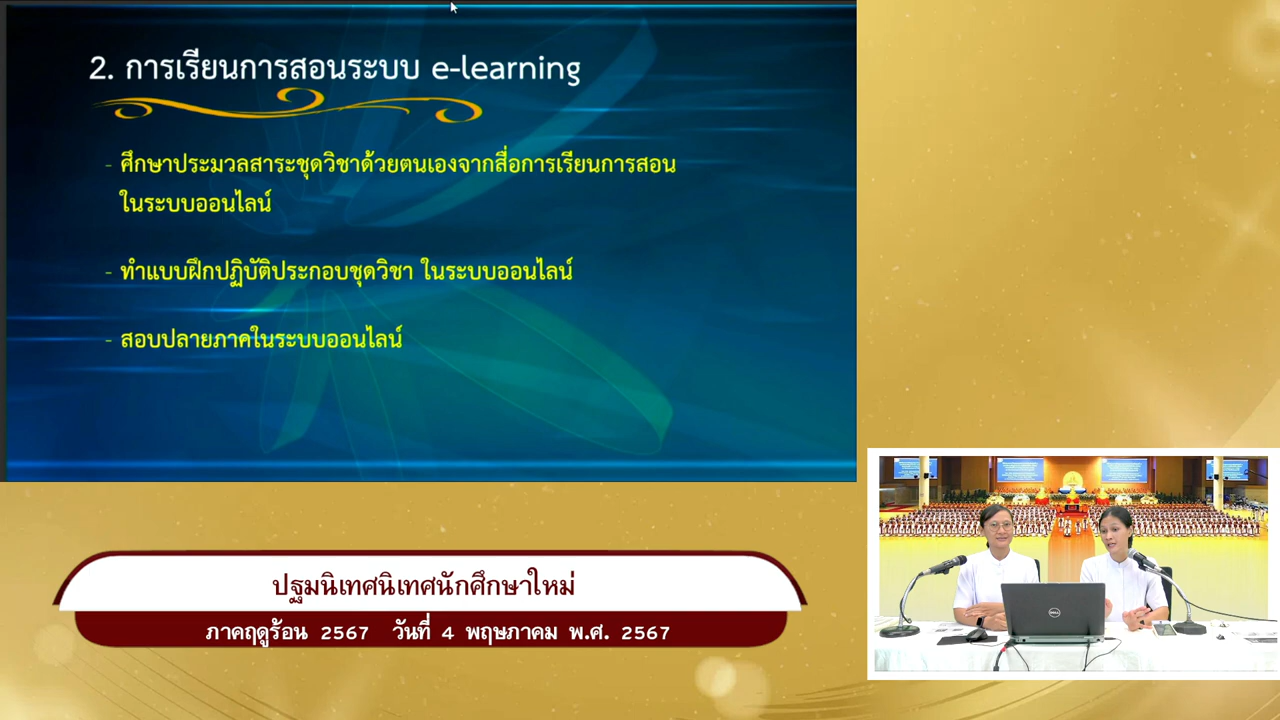 2. การเรียนการสอนระบบ e-learning
- ศึกษาประมวลสาระชุดวิชาด้วยตนเองจากสื่อการเรียนการสอน
ในระบบออนไลน์
- ทำแบบฝึกปฏิบัติประกอบชุดวิชา ในระบบออนไลน์
- สอบปลายภาคในระบบออนไลน์
ปฐมนิเทศนิเทศนักศึกษาใหม่
ภาคฤดูร้อน 2567 วันที่ 4 พฤษภาคม พ.ศ. 2567
DELL